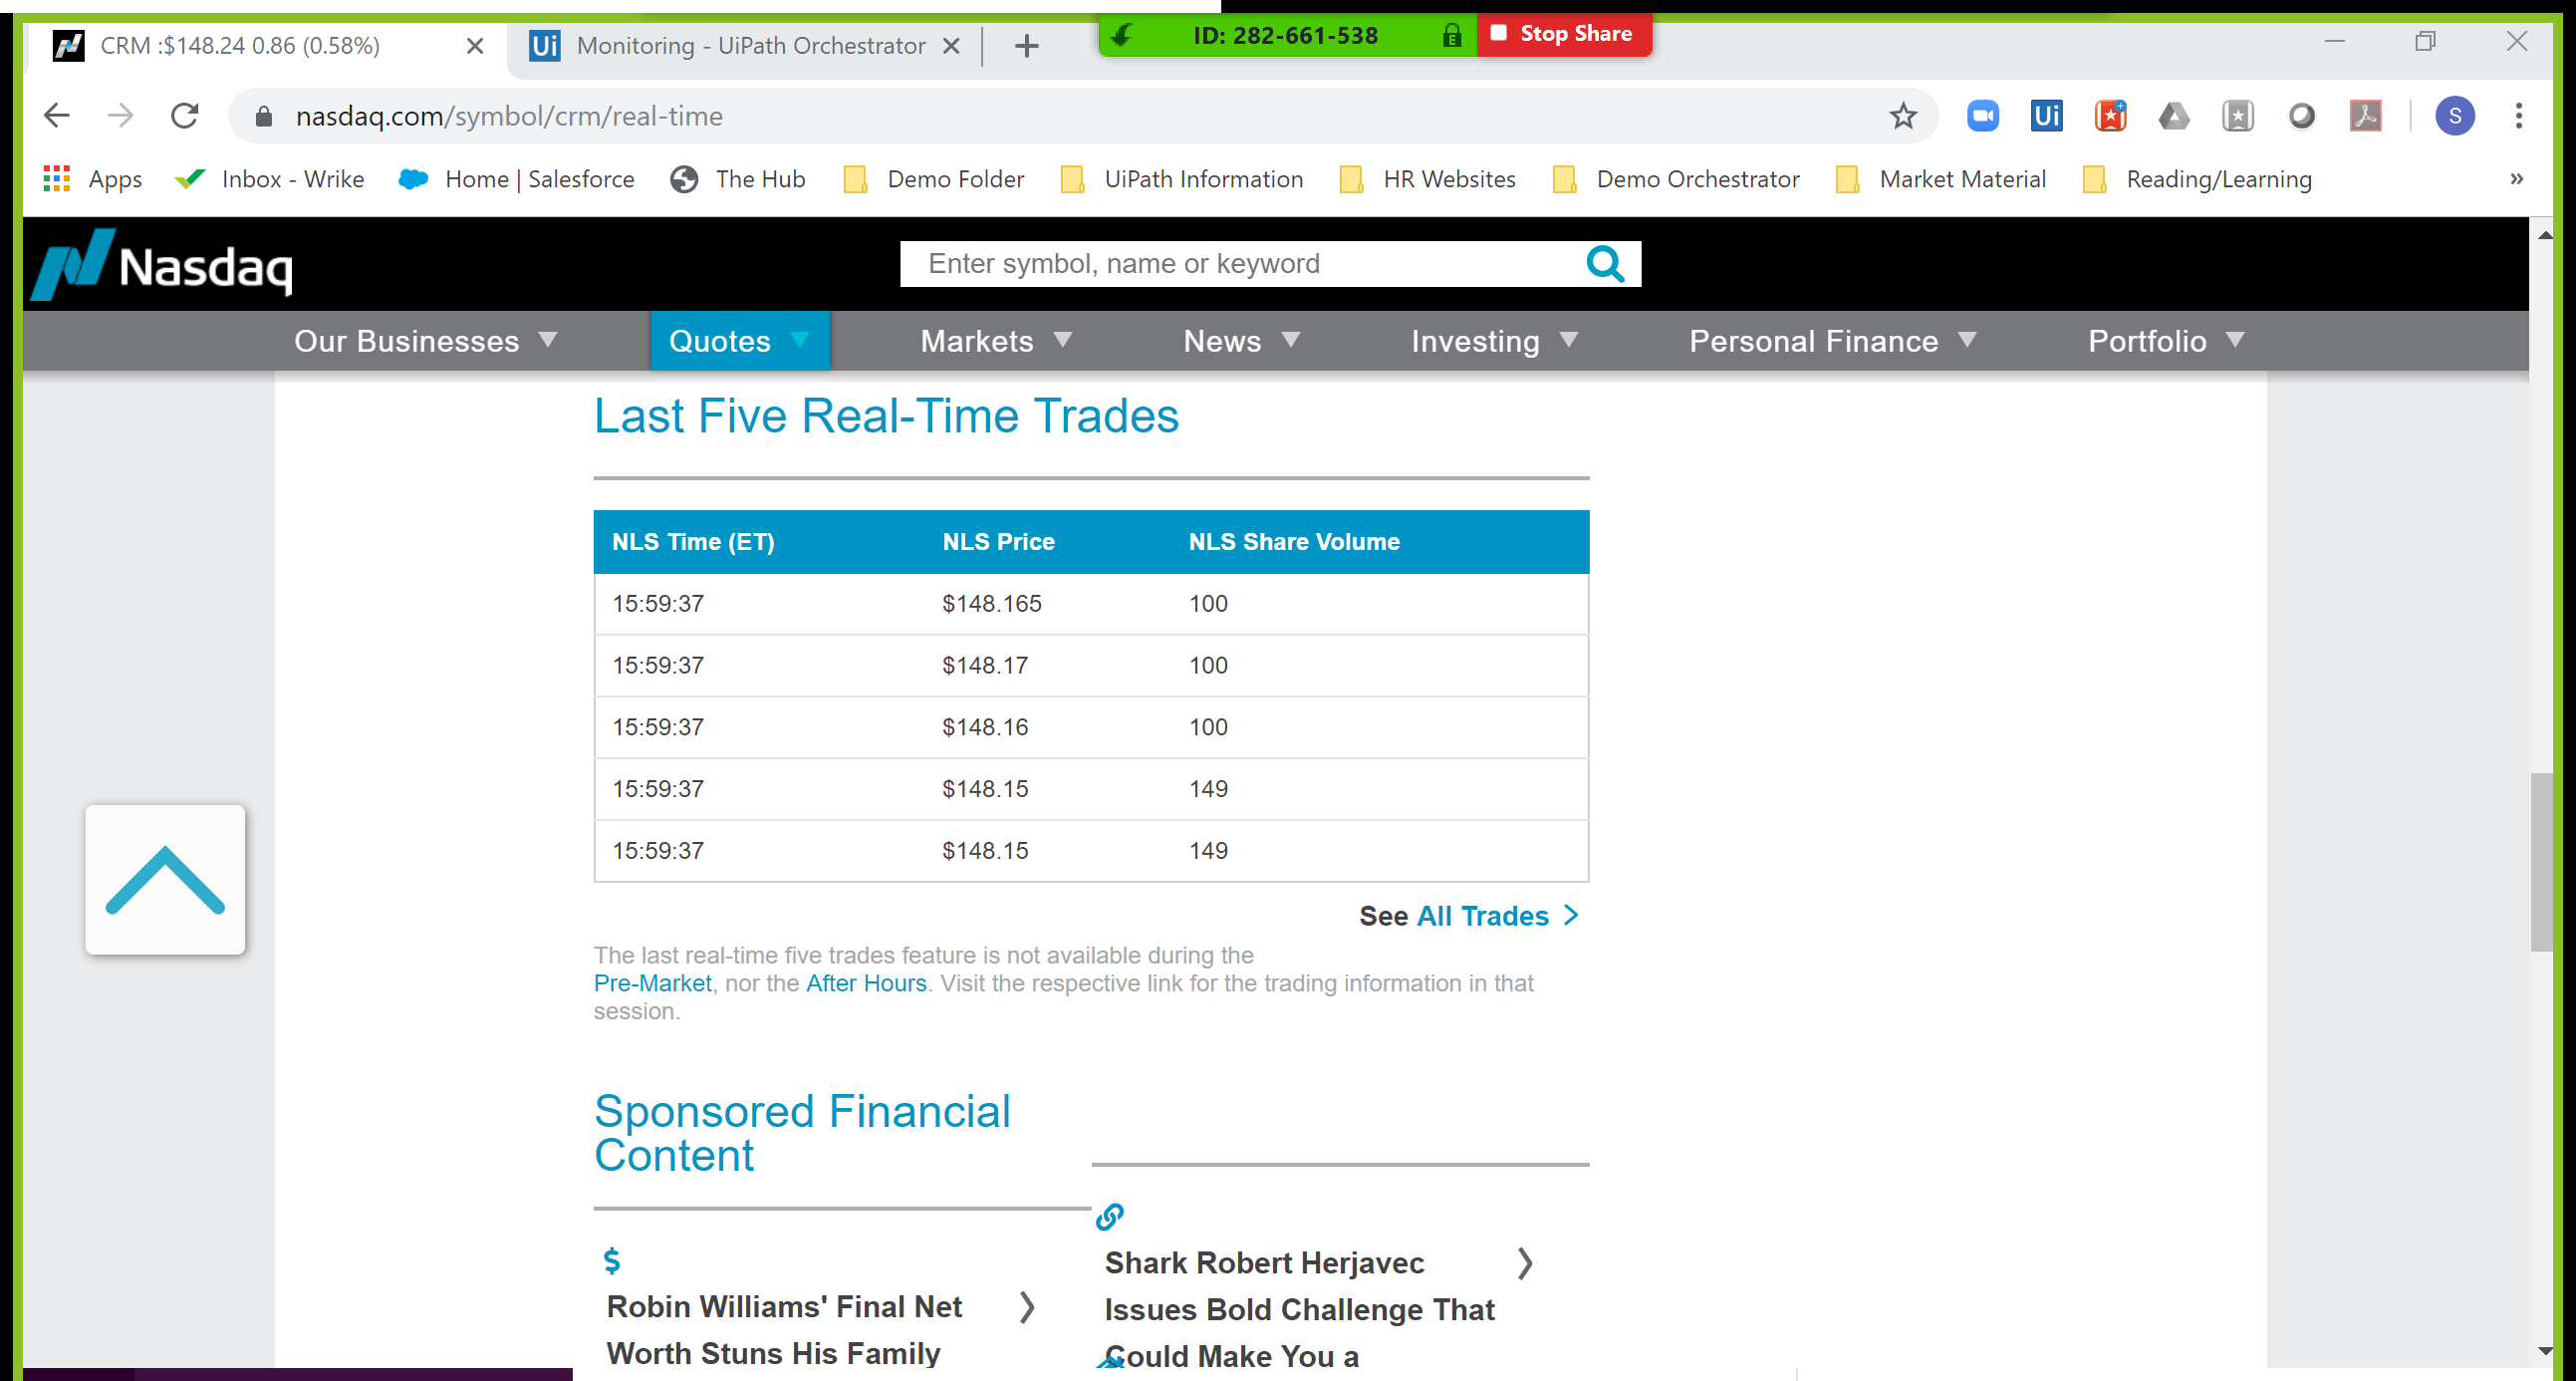 CRM :$148.24 0.86 (0.58%)
Monitoring - UiPath Orchestrator
ID: 282-661-538
Stop Share
nasdaq.com/symbol/crm/real-time
S
Apps
Inbox - Wrike
Home | Salesforce
The Hub
Demo Folder
UiPath Information
HR Websites
Demo Orchestrator
Market Material
Reading/Learning
»
Nasdaq
Enter symbol, name or keyword
Our Businesses
Quotes
Markets
News
Investing
Personal Finance
Portfolio
Last Five Real-Time Trades
NLS Time (ET) NLS Price NLS Share Volume
15:59:37 $148.165 100
15:59:37 $148.17 100
15:59:37 $148.16 100
15:59:37 $148.15 149
15:59:37 $148.15 149
See All Trades >
The last real-time five trades feature is not available during the
Pre-Market, nor the After Hours. Visit the respective link for the trading information in that
session.
Sponsored Financial
Content
$
Robin Williams' Final Net
Worth Stuns His Family
Shark Robert Herjavec
Issues Bold Challenge That
Could Make You a